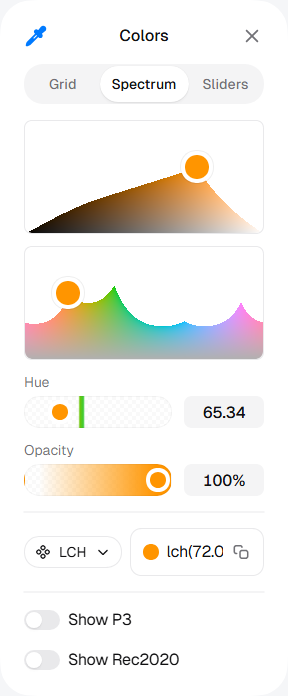 Colors
Grid Spectrum Sliders
Hue
65.34
Opacity
100%
LCH lch(72.0
Show P3
Show Rec2020